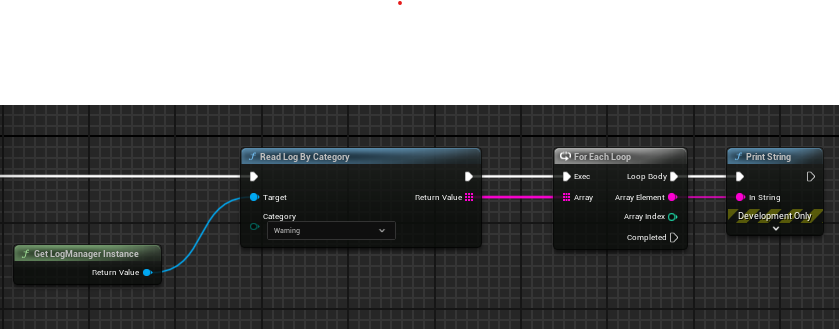 Read Log By Category
Target
Return Value
Category
Warning
Get LogManager Instance
Return Value
For Each Loop
Exec
Loop Body
Array
Array Element
Array Index
Completed
Print String
In String
Development Only